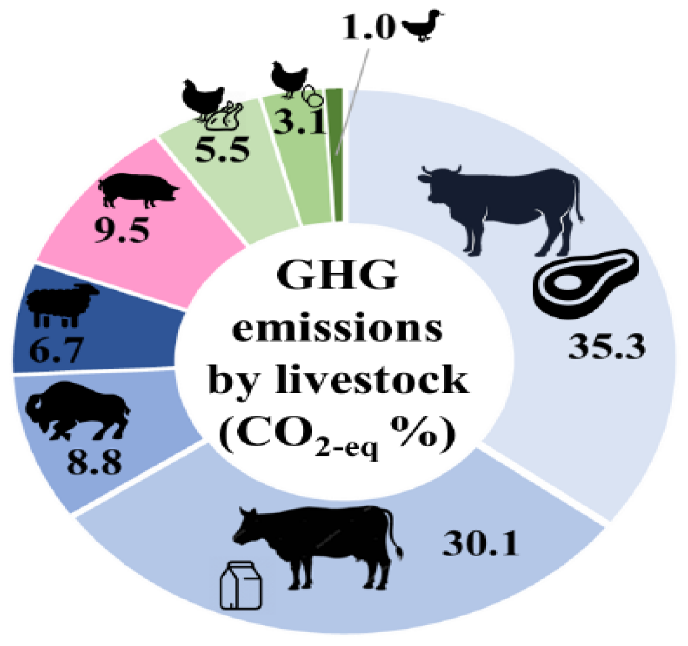 1.0
3.1
5.5
9.5
6.7
8.8
30.1
35.3
GHG
emissions
by livestock
(CO2-eq %)